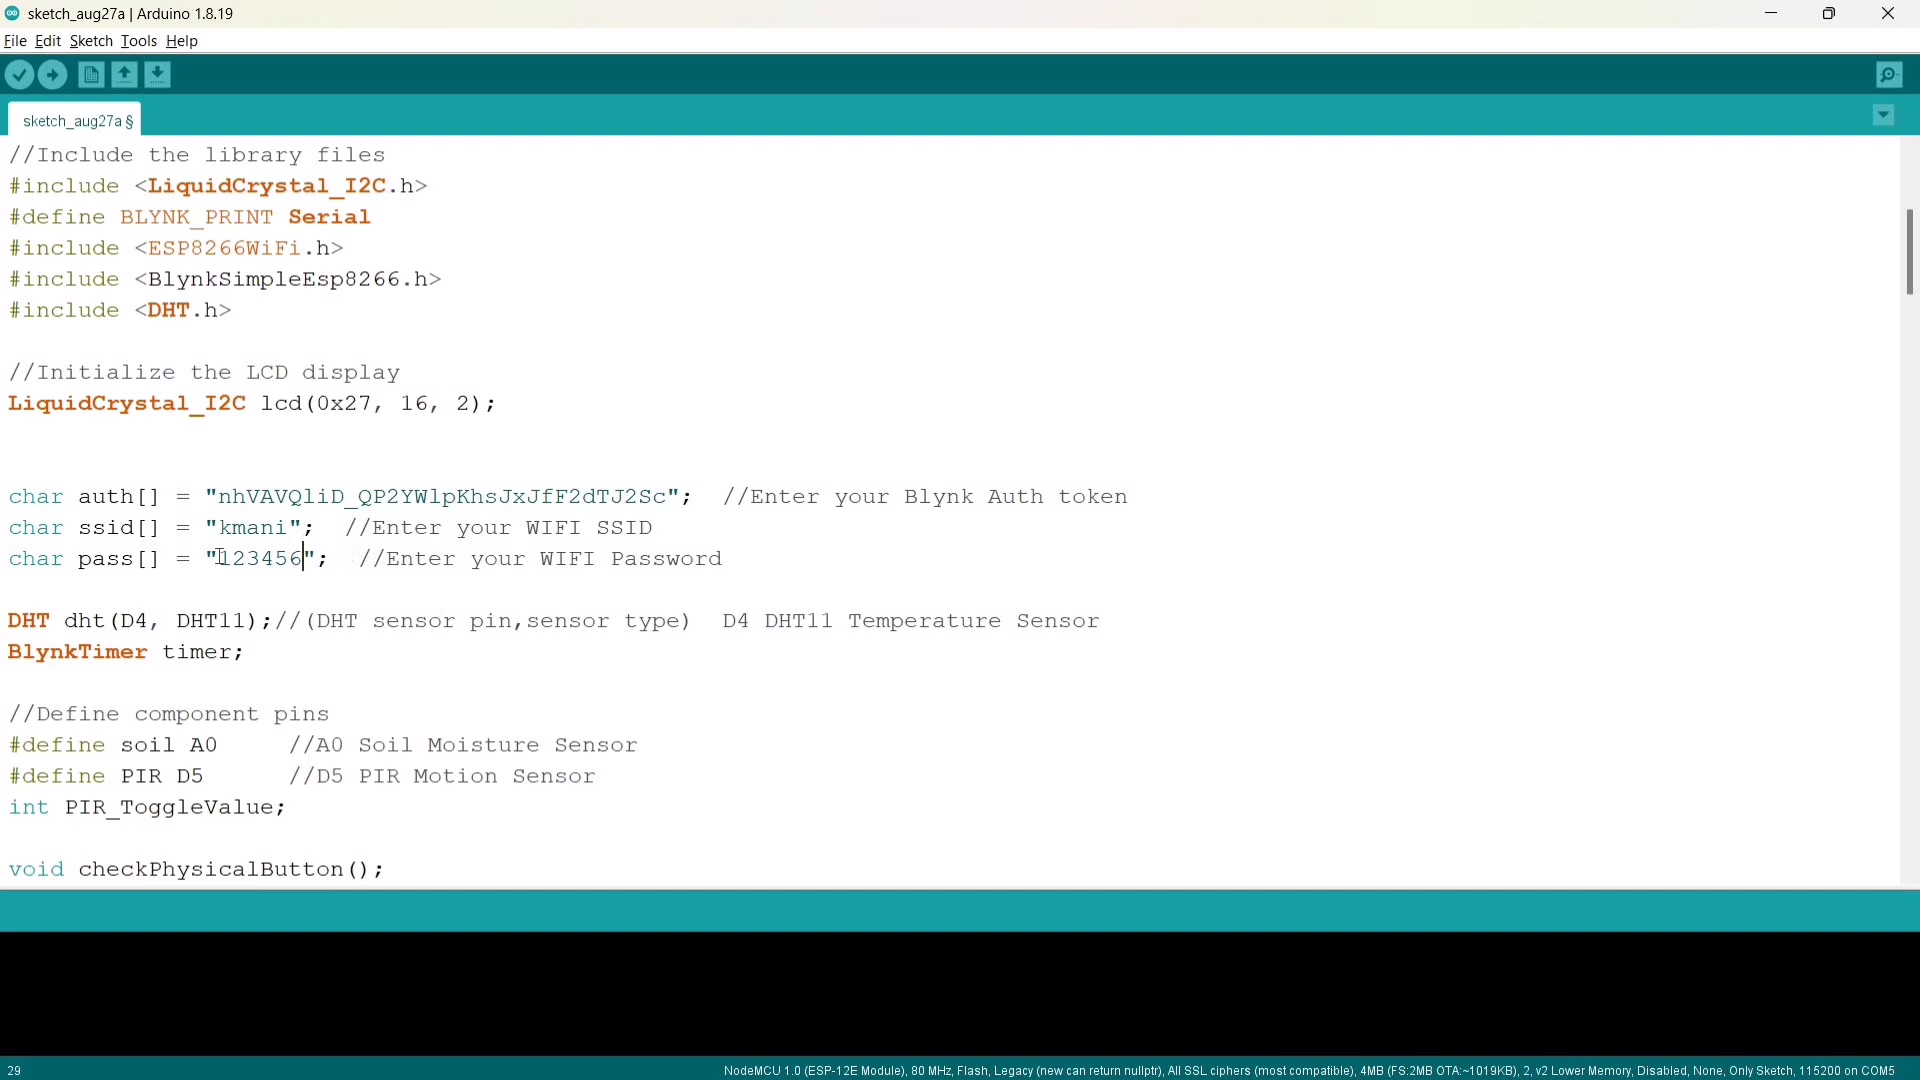 sketch_aug27a | Arduino 1.8.19
File Edit Sketch Tools Help
sketch_aug27a §
//Include the library files
#include <LiquidCrystal_I2C.h>
#define BLYNK_PRINT Serial
#include <ESP8266WiFi.h>
#include <BlynkSimpleEsp8266.h>
#include <DHT.h>
//Initialize the LCD display
LiquidCrystal_I2C lcd(0x27, 16, 2);
char auth[] = "nhVAVQliD_QP2YWlpKhsJxJfF2dTJ2Sc";  //Enter your Blynk Auth token
char ssid[] = "kmani";  //Enter your WIFI SSID
char pass[] = "123456";  //Enter your WIFI Password
DHT dht(D4, DHT11);//(DHT sensor pin,sensor type)  D4 DHT11 Temperature Sensor
BlynkTimer timer;
//Define component pins
#define soil A0     //A0 Soil Moisture Sensor
#define PIR D5      //D5 PIR Motion Sensor
int PIR_ToggleValue;
void checkPhysicalButton();
29
NodeMCU 1.0 (ESP-12E Module), 80 MHz, Flash, Legacy (new can return nullptr), All SSL ciphers (most compatible), 4MB (FS:2MB OTA:~1019KB), 2, v2 Lower Memory, Disabled, None, Only Sketch, 115200 on COM5